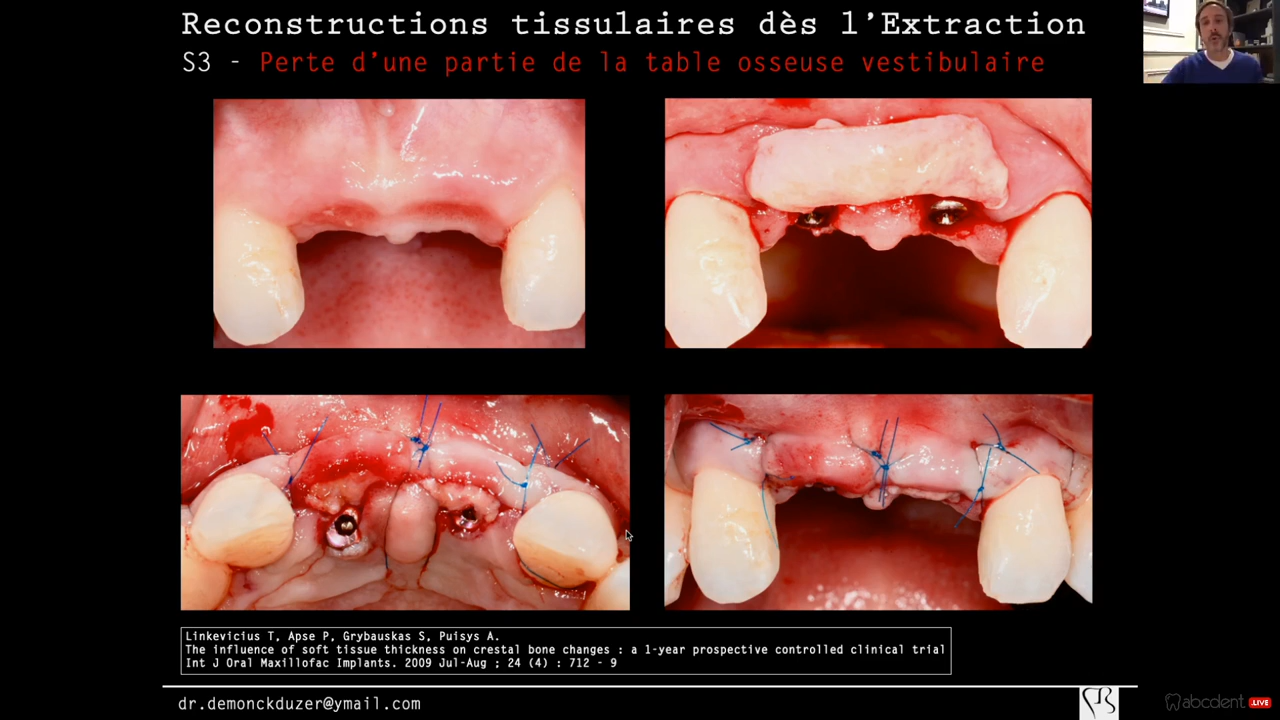 Reconstructions tissulaires dès l'Extraction
S3 - Perte d'une partie de la table osseuse vestibulaire
Linkevicius T, Apse P, Grybauskas S, Puisys A.
The influence of soft tissue thickness on crestal bone changes : a 1-year prospective controlled clinical trial
Int J Oral Maxillofac Implants. 2009 Jul-Aug ; 24 (4) : 712 - 9
dr.demonckduzer@ymail.com
abcdent.LIVE